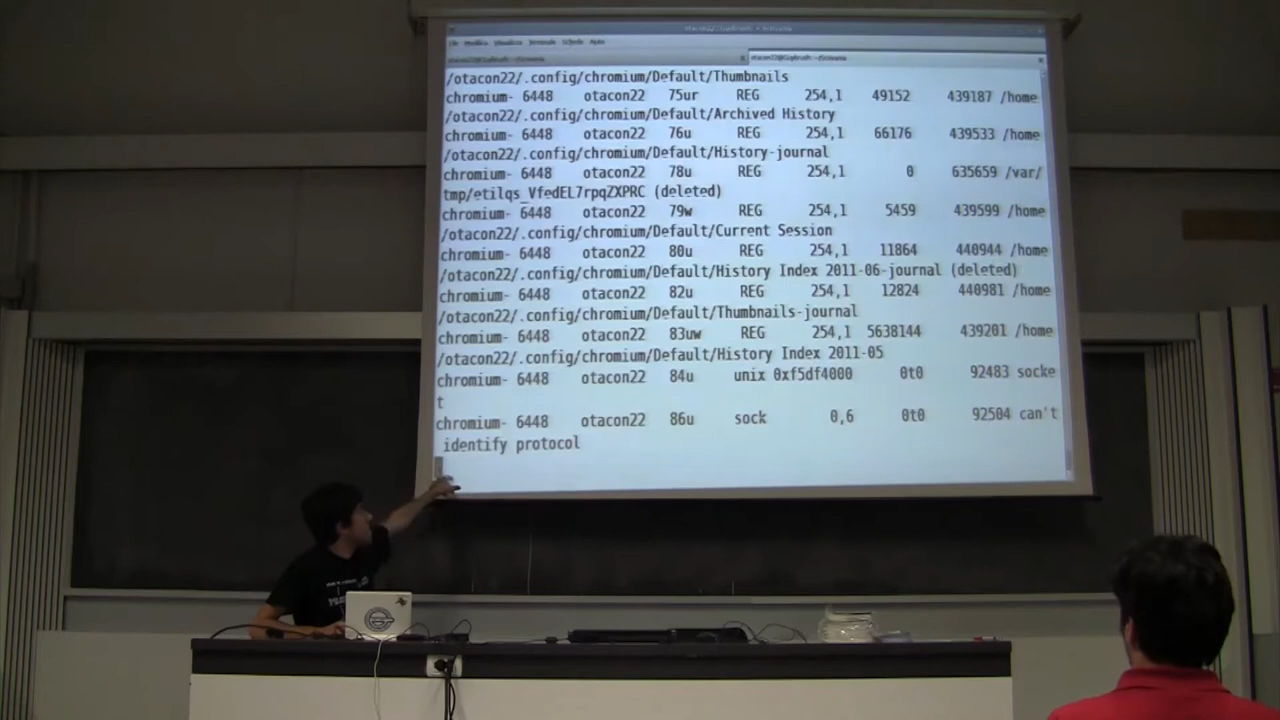 Modifica Visualizza Terminale Schede Aiuto
/otacon22/.config/chromium/Default/Thumbnails
chromium- 6448 otacon22 75ur REG 254,1 49152 439187 /home
/otacon22/.config/chromium/Default/Archived History
chromium- 6448 otacon22 76u REG 254,1 66176 439533 /home
/otacon22/.config/chromium/Default/History-journal
chromium- 6448 otacon22 78u REG 254,1 0 635659 /var/
tmp/etilqs_VfedEL7rpqZXPRC (deleted)
chromium- 6448 otacon22 79w REG 254,1 5459 439599 /home
/otacon22/.config/chromium/Default/Current Session
chromium- 6448 otacon22 80u REG 254,1 11864 440944 /home
/otacon22/.config/chromium/Default/History Index 2011-06-journal (deleted)
chromium- 6448 otacon22 82u REG 254,1 12824 440981 /home
/otacon22/.config/chromium/Default/Thumbnails-journal
chromium- 6448 otacon22 83uw REG 254,1 5638144 439201 /home
/otacon22/.config/chromium/Default/History Index 2011-05
chromium- 6448 otacon22 84u unix 0xf5df4000 0t0 92483 socke
t
chromium- 6448 otacon22 86u sock 0,6 0t0 92504 can't
identify protocol